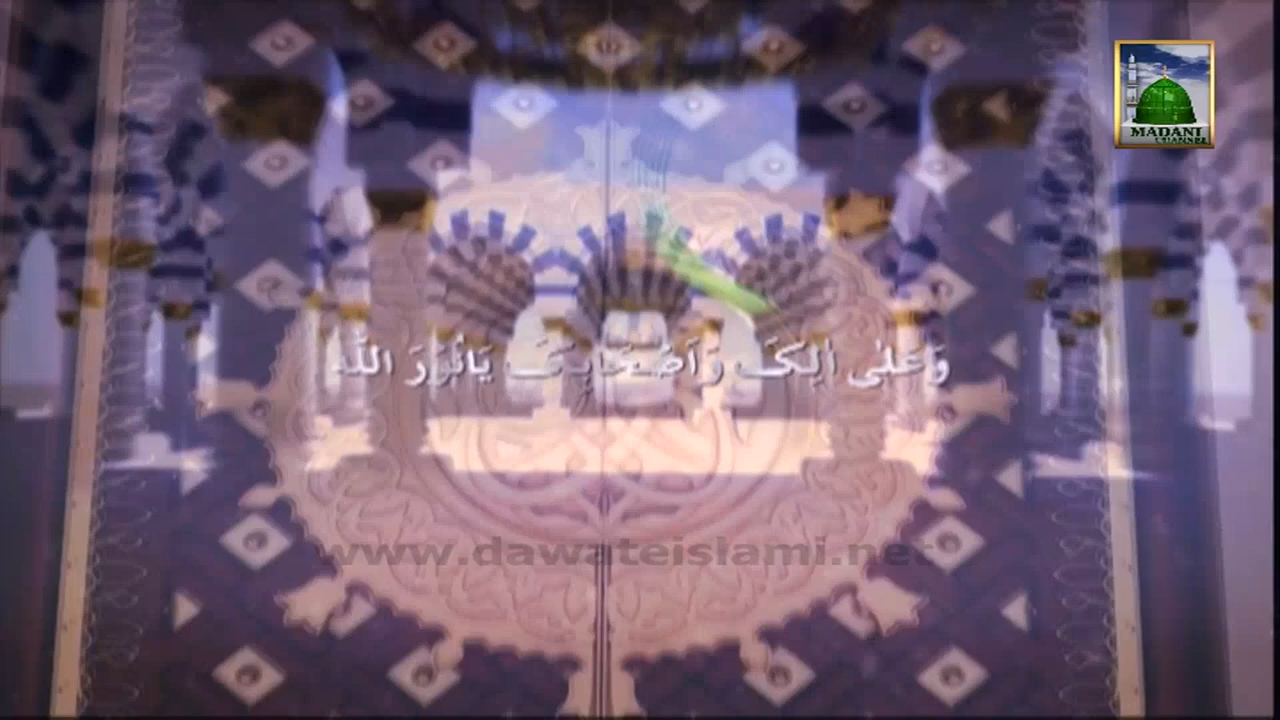 MADANI
CHANNEL
وَعَلٰی اٰلِکَ وَاَصْحَابِکَ یَانُوْرَ اللّٰہ
www.dawateislami.net